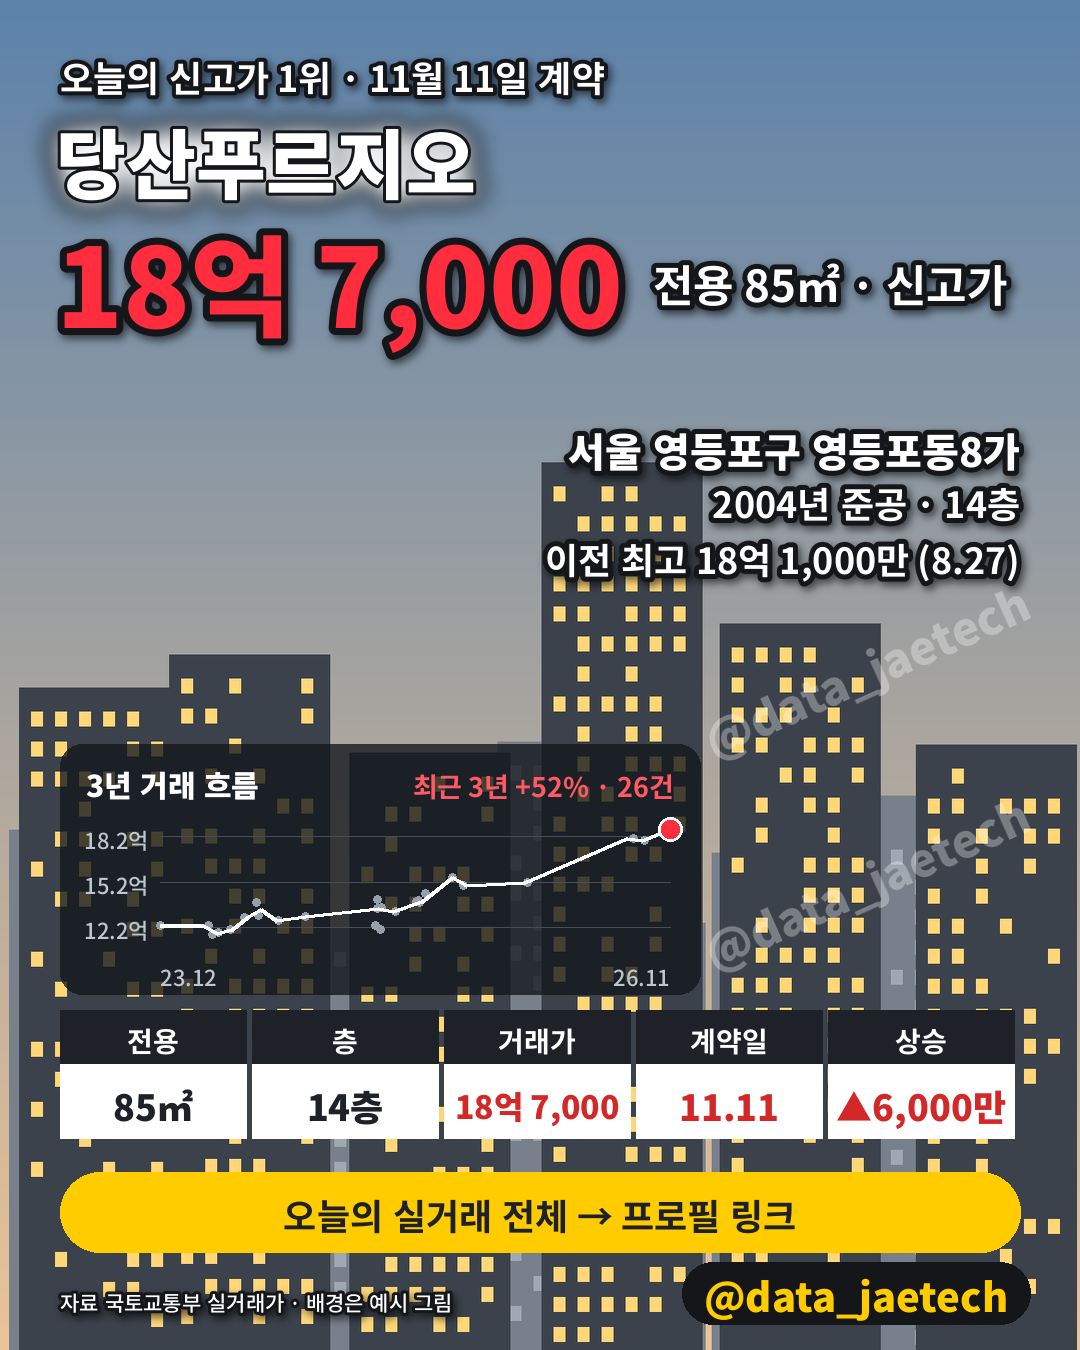 오늘의 신고가 1위 · 11월 11일 계약
당산푸르지오
18억 7,000 전용 85㎡ · 신고가
서울 영등포구 영등포동8가
2004년 준공 · 14층
이전 최고 18억 1,000만 (8.27)
@data_jaetech
3년 거래 흐름 최근 3년 +52% · 26건
18.2억
15.2억
12.2억
23.12 26.11
@data_jaetech
전용 층 거래가 계약일 상승
85㎡ 14층 18억 7,000 11.11 ▲6,000만
오늘의 실거래 전체 → 프로필 링크
자료 국토교통부 실거래가 · 배경은 예시 그림
@data_jaetech